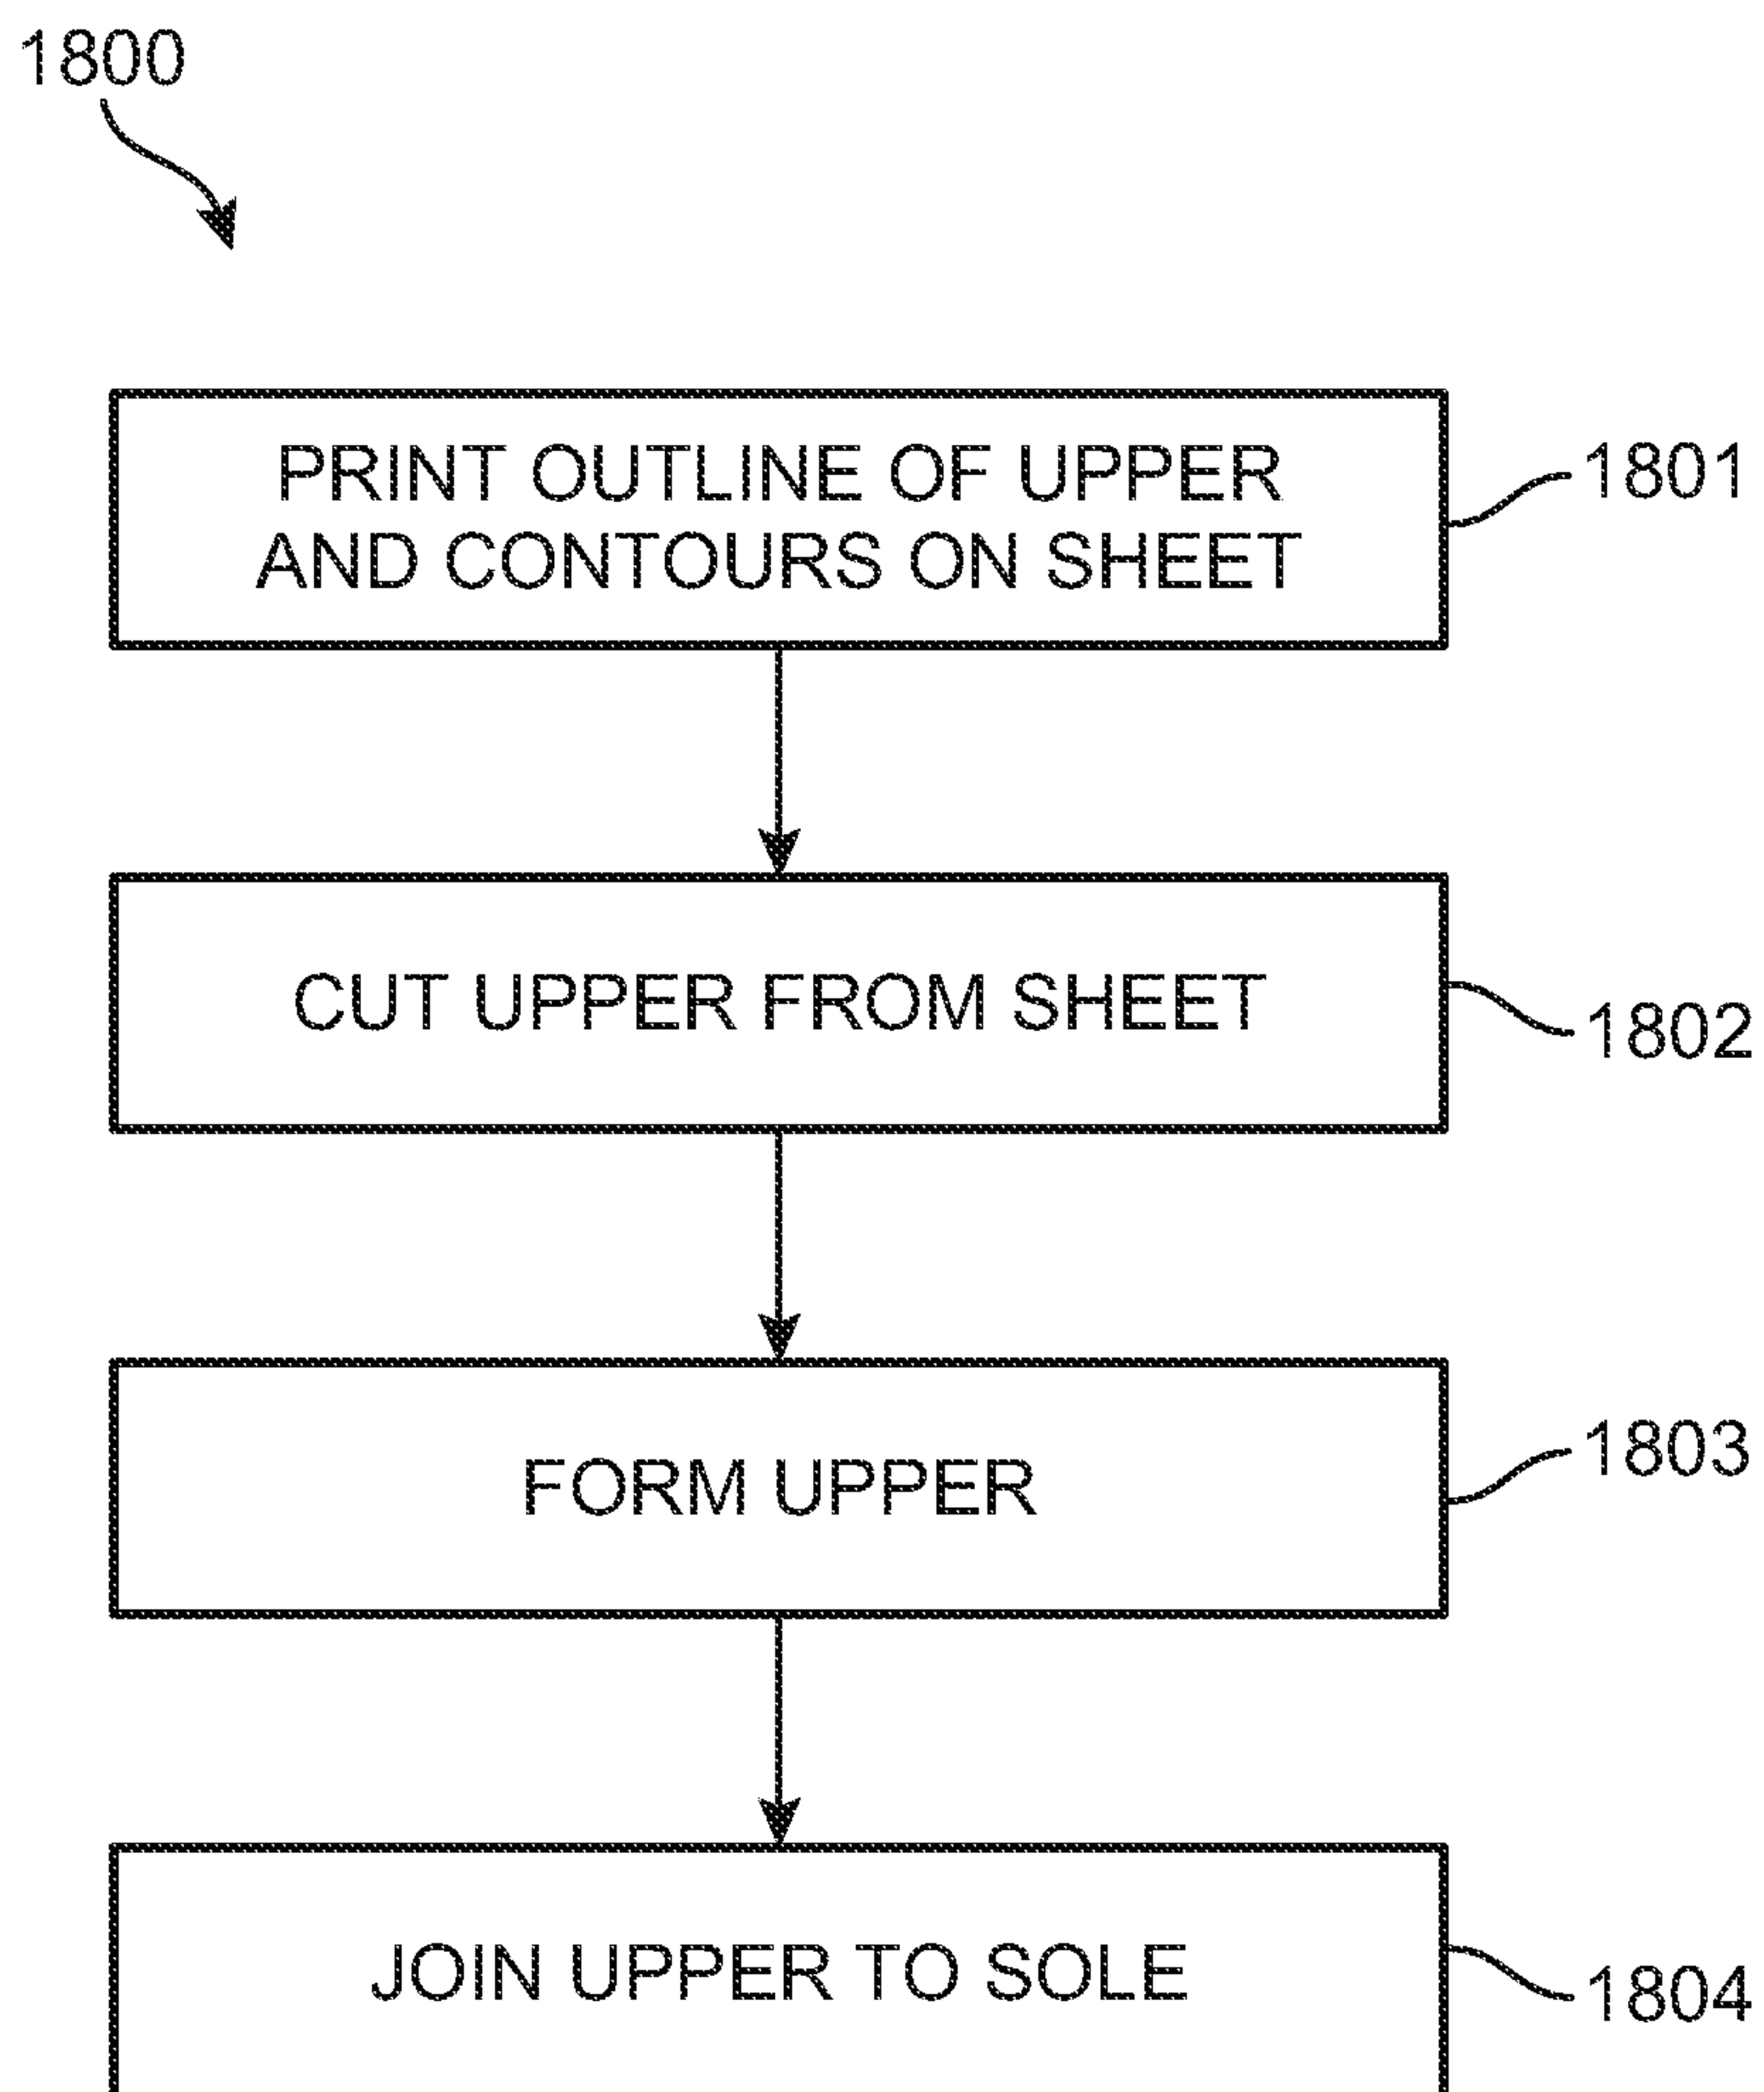 1800
PRINT OUTLINE OF UPPER
AND CONTOURS ON SHEET
1801
CUT UPPER FROM SHEET
1802
FORM UPPER
1803
JOIN UPPER TO SOLE
1804